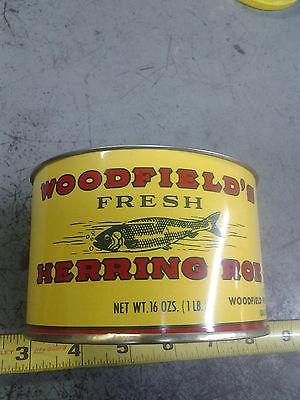 WOODFIELD'S
FRESH
HERRING ROE
NET WT. 16 OZS. (1 LB.
WOODFIELD
3 4 5 6 7 8 9